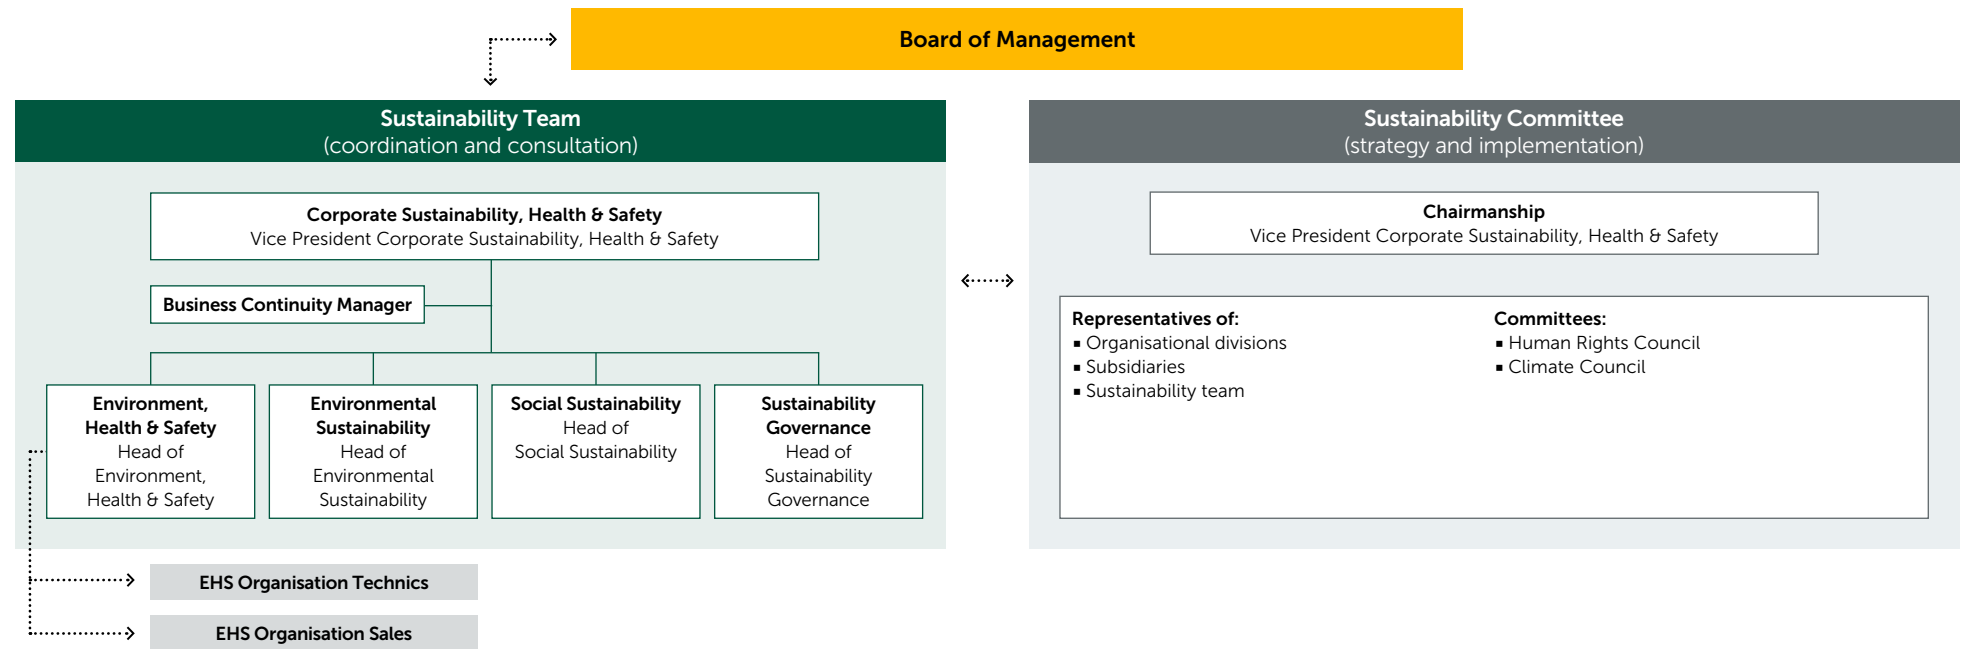 Board of Management
Sustainability Team
(coordination and consultation)
Corporate Sustainability, Health & Safety
Vice President Corporate Sustainability, Health & Safety
Business Continuity Manager
Environment,
Health & Safety
Head of
Environment,
Health & Safety
Environmental
Sustainability
Head of
Environmental
Sustainability
Social Sustainability
Head of
Social Sustainability
Sustainability
Governance
Head of
Sustainability
Governance
EHS Organisation Technics
EHS Organisation Sales
Sustainability Committee
(strategy and implementation)
Chairmanship
Vice President Corporate Sustainability, Health & Safety
Representatives of:
▪ Organisational divisions
▪ Subsidiaries
▪ Sustainability team
Committees:
▪ Human Rights Council
▪ Climate Council